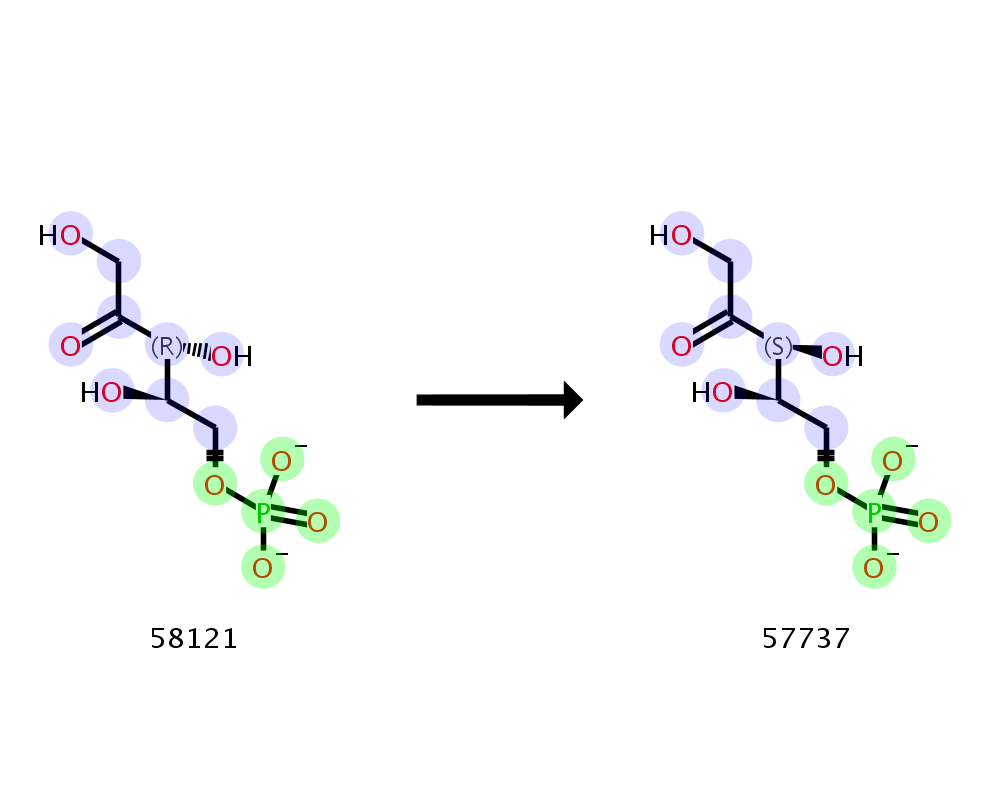 HO HO
O (R) OH O (S) OH
HO HO
O⁻ O⁻
O P O O P O
O⁻ O⁻
58121 57737